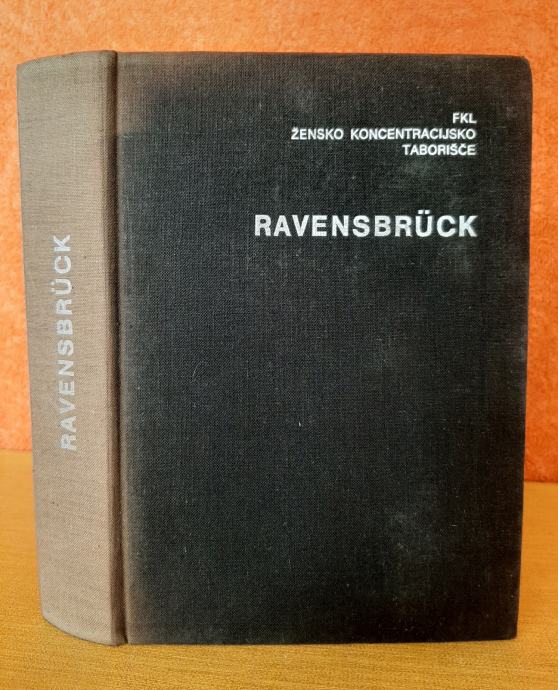 RAVENSBRÜCK
FKL
ŽENSKO KONCENTRACIJSKO
TABORIŠČE
RAVENSBRÜCK